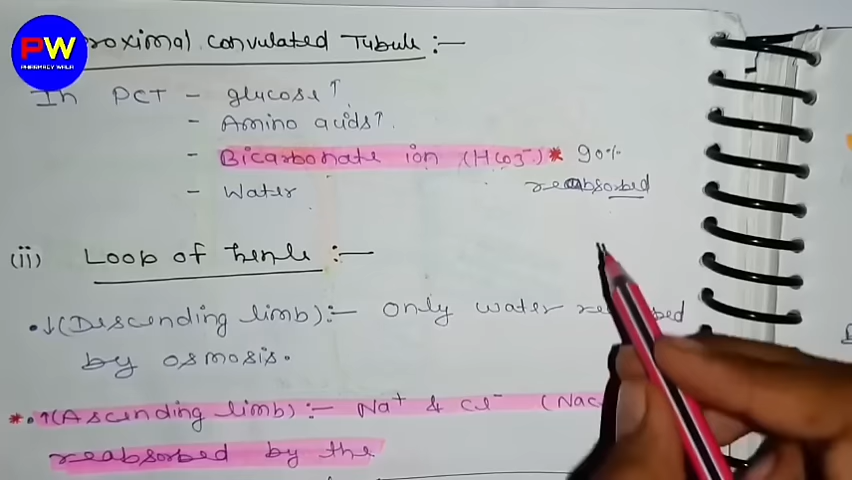 PW
PHARMACY WALA
roximal convulated Tubule :—
In PCT - glucose↑
- Amino acids↑.
- Bicarbonate ion (HCO3-)* 90%
reabsorbed
- Water
(ii) Loop of henle :—
•↓(Descending limb):— only water
by osmosis.
*.↑(Ascending limb):— Na+ & Cl- (Nac
reabsorbed by the